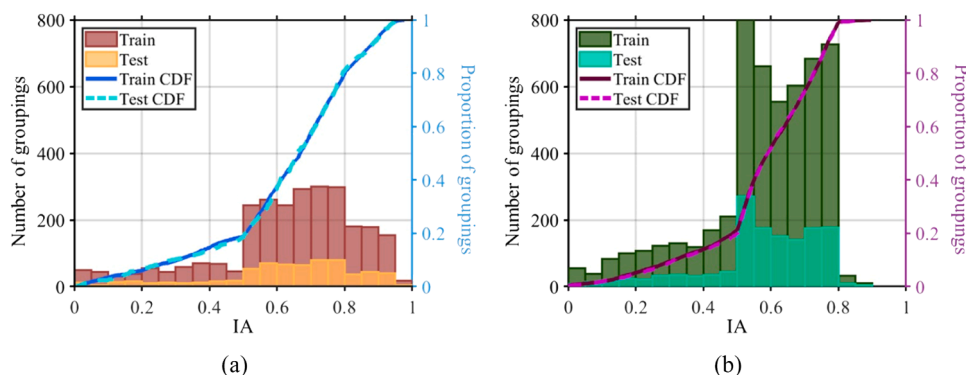 800
600
400
200
0
Number of groupings
Train
Test
Train CDF
Test CDF
1
0.8
0.6
0.4
0.2
0
Proportion of groupings
0
0.2
0.4
0.6
0.8
1
IA
(a)
800
600
400
200
0
Number of groupings
Train
Test
Train CDF
Test CDF
1
0.8
0.6
0.4
0.2
0
Proportion of groupings
0
0.2
0.4
0.6
0.8
1
IA
(b)